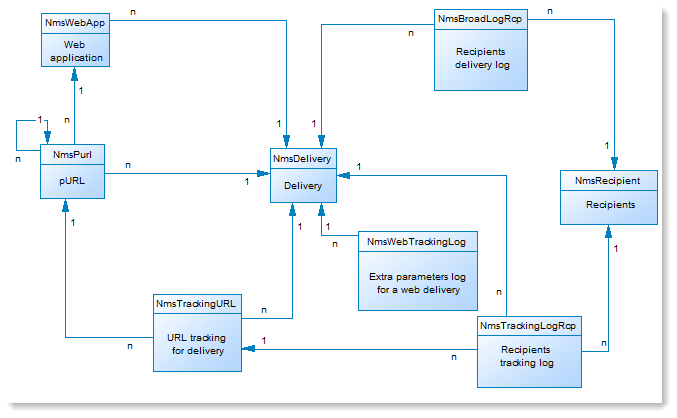 NmsWebApp
Web
application
n
1
NmsBroadLogRcp
Recipients
delivery log
n
n
1
1
1
n
1
n
NmsPurl
pURL
n
1
NmsDelivery
Delivery
1
1
NmsRecipient
Recipients
1
1
1
1
n
NmsWebTrackingLog
Extra parameters log
for a web delivery
n
NmsTrackingURL
URL tracking
for delivery
n
n
1
NmsTrackingLogRcp
Recipients
tracking log
n
n